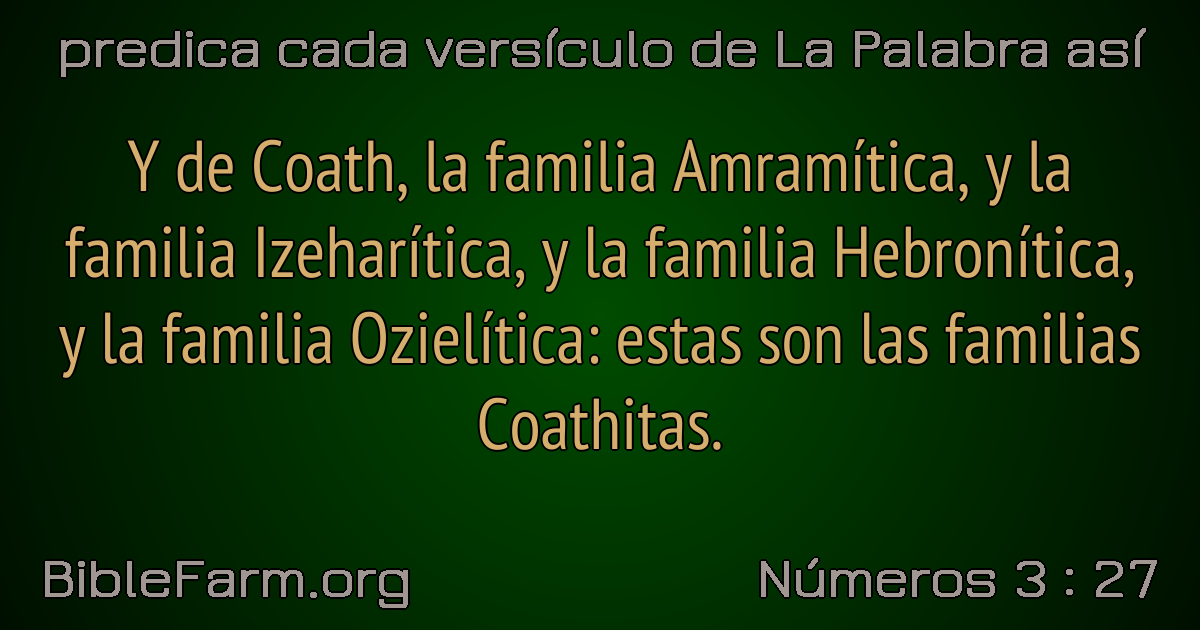 predica cada versículo de La Palabra así
Y de Coath, la familia Amramítica, y la
familia Izeharítica, y la familia Hebronítica,
y la familia Ozielítica: estas son las familias
Coathitas.
BibleFarm.org
Números 3 : 27